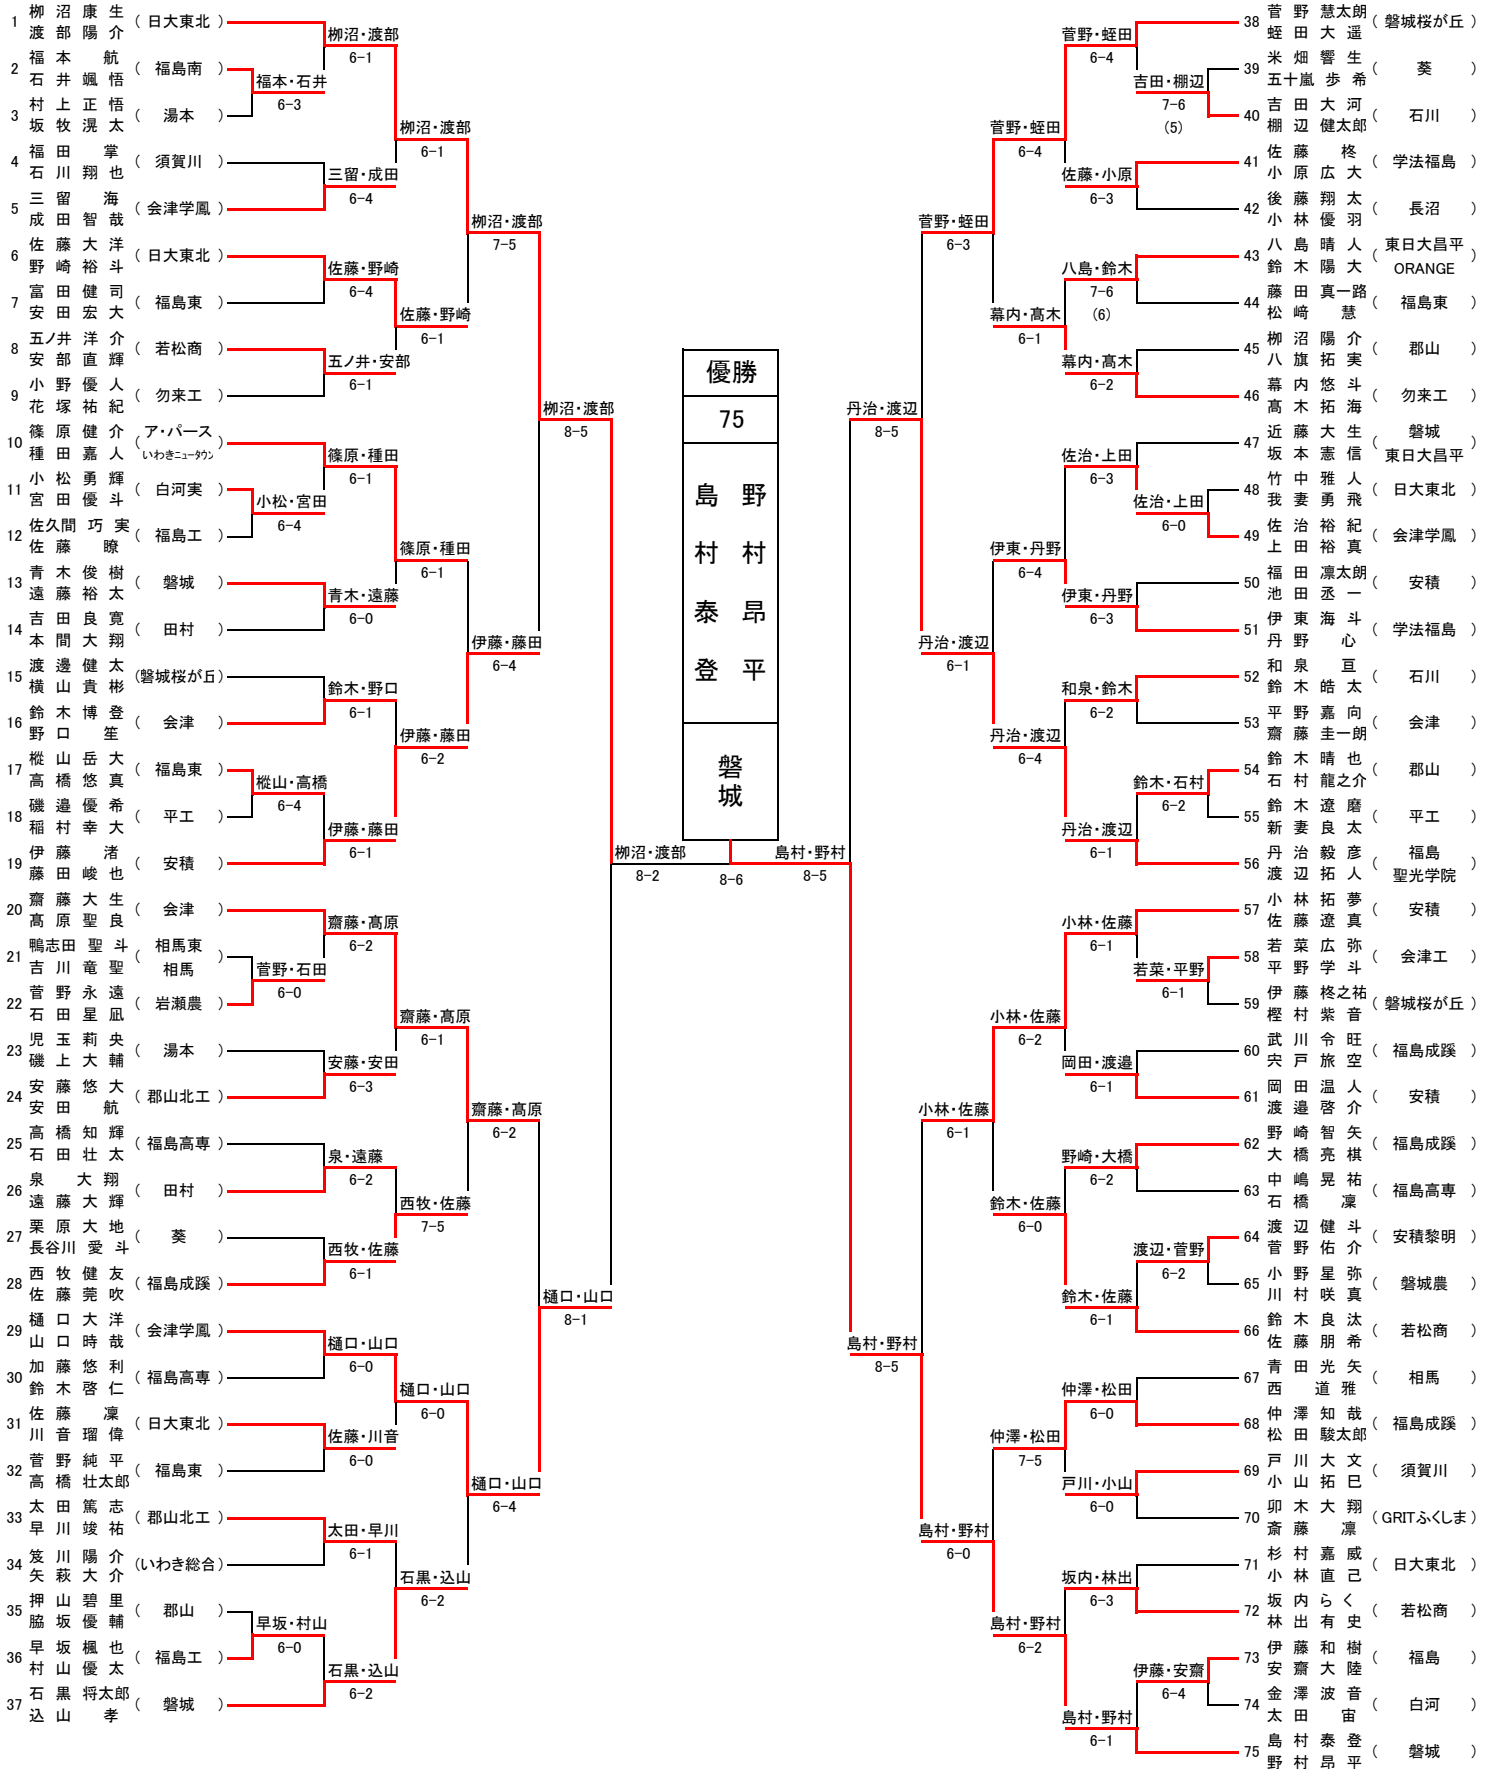 1 栁沼康生 渡部陽介 (日大東北)
2 福本航 石井颯悟 (福島南)
3 村上正悟 坂牧滉太 (湯本)
4 福田掌 石川翔也 (須賀川)
5 三留海 成田智哉 (会津学鳳)
6 佐藤大洋 野崎裕斗 (日大東北)
7 富田健司 安田宏大 (福島東)
8 五ノ井洋介 安部直輝 (若松商)
9 小野優人 花塚祐紀 (勿来工)
10 篠原健介 種田嘉人 (ア・パース いわきニュータウン)
11 小松勇輝 宮田優斗 (白河実)
12 佐久間巧実 佐藤瞭 (福島工)
13 青木俊樹 遠藤裕太 (磐城)
14 吉田良寛 本間大翔 (田村)
15 渡邊健太 横山貴彬 (磐城桜が丘)
16 鈴木博登 野口笙 (会津)
17 樅山岳大 高橋悠真 (福島東)
18 磯邉優希 稲村幸大 (平工)
19 伊藤渚 藤田峻也 (安積)
20 齋藤大生 髙原聖良 (会津)
21 鴨志田聖斗 吉川竜聖 (相馬東 相馬)
22 菅野永遠 石田星凪 (岩瀬農)
23 児玉莉央 磯上大輔 (湯本)
24 安藤悠大 安田航 (郡山北工)
25 高橋知輝 石田壮太 (福島高専)
26 泉大翔 遠藤大輝 (田村)
27 栗原大地 長谷川愛斗 (葵)
28 西牧健友 佐藤莞吹 (福島成蹊)
29 樋口大洋 山口時哉 (会津学鳳)
30 加藤悠利 鈴木啓仁 (福島高専)
31 佐藤凜 川音瑠偉 (日大東北)
32 菅野純平 高橋壮太郎 (福島東)
33 太田篤志 早川竣祐 (郡山北工)
34 笈川陽介 矢萩大介 (いわき総合)
35 押山碧里 脇坂優輔 (郡山)
36 早坂楓也 村山優太 (福島工)
37 石黒将太郎 込山孝 (磐城)
福本・石井 6-3
小松・宮田 6-4
樅山・高橋 6-4
菅野・石田 6-0
早坂・村山 6-0
栁沼・渡部 6-1
三留・成田 6-4
佐藤・野崎 6-4
五ノ井・安部 6-1
篠原・種田 6-1
青木・遠藤 6-0
鈴木・野口 6-1
伊藤・藤田 6-1
齋藤・髙原 6-2
安藤・安田 6-3
泉・遠藤 6-2
西牧・佐藤 6-1
樋口・山口 6-0
佐藤・川音 6-0
太田・早川 6-1
石黒・込山 6-2
栁沼・渡部 6-1
佐藤・野崎 6-1
篠原・種田 6-1
伊藤・藤田 6-2
齋藤・髙原 6-1
西牧・佐藤 7-5
樋口・山口 6-0
石黒・込山 6-2
栁沼・渡部 7-5
伊藤・藤田 6-4
齋藤・髙原 6-2
樋口・山口 6-4
栁沼・渡部 8-5
樋口・山口 8-1
栁沼・渡部 8-2
優勝
75
島村泰登
野村昂平
磐城
8-6
島村・野村 8-5
丹治・渡辺 8-5
島村・野村 8-5
菅野・蛭田 6-3
丹治・渡辺 6-1
小林・佐藤 6-1
島村・野村 6-0
菅野・蛭田 6-4
幕内・髙木 6-1
伊東・丹野 6-4
丹治・渡辺 6-4
小林・佐藤 6-2
鈴木・佐藤 6-0
仲澤・松田 7-5
島村・野村 6-2
菅野・蛭田 6-4
佐藤・小原 6-3
八島・鈴木 7-6 (6)
幕内・髙木 6-2
佐治・上田 6-3
伊東・丹野 6-3
和泉・鈴木 6-2
丹治・渡辺 6-1
小林・佐藤 6-1
岡田・渡邉 6-1
野崎・大橋 6-2
鈴木・佐藤 6-1
仲澤・松田 6-0
戸川・小山 6-0
坂内・林出 6-3
島村・野村 6-1
吉田・棚辺 7-6 (5)
佐治・上田 6-0
鈴木・石村 6-2
若菜・平野 6-1
渡辺・菅野 6-2
伊藤・安齋 6-4
38 菅野慧太朗 蛭田大遥 (磐城桜が丘)
39 米畑響生 五十嵐歩希 (葵)
40 吉田大河 棚辺健太郎 (石川)
41 佐藤柊 小原広大 (学法福島)
42 後藤翔太 小林優羽 (長沼)
43 八島晴人 鈴木陽大 (東日大昌平 ORANGE)
44 藤田真一路 松﨑慧 (福島東)
45 栁沼陽介 八旗拓実 (郡山)
46 幕内悠斗 髙木拓海 (勿来工)
47 近藤大生 坂本憲信 (磐城 東日大昌平)
48 竹中雅人 我妻勇飛 (日大東北)
49 佐治裕紀 上田裕真 (会津学鳳)
50 福田凛太朗 池田丞一 (安積)
51 伊東海斗 丹野心 (学法福島)
52 和泉亘 鈴木皓太 (石川)
53 平野嘉向 齋藤圭一朗 (会津)
54 鈴木晴也 石村龍之介 (郡山)
55 鈴木遼磨 新妻良太 (平工)
56 丹治毅彦 渡辺拓人 (福島 聖光学院)
57 小林拓夢 佐藤遼真 (安積)
58 若菜広弥 平野学斗 (会津工)
59 伊藤柊之祐 樫村紫音 (磐城桜が丘)
60 武川令旺 宍戸旅空 (福島成蹊)
61 岡田温人 渡邉啓介 (安積)
62 野崎智矢 大橋亮棋 (福島成蹊)
63 中嶋晃祐 石橋凜 (福島高専)
64 渡辺健斗 菅野佑介 (安積黎明)
65 小野星弥 川村咲真 (磐城農)
66 鈴木良汰 佐藤朋希 (若松商)
67 青田光矢 西道雅 (相馬)
68 仲澤知哉 松田駿太郎 (福島成蹊)
69 戸川大文 小山拓巳 (須賀川)
70 卯木大翔 斎藤凛 (GRITふくしま)
71 杉村嘉威 小林直己 (日大東北)
72 坂内らく 林出有史 (若松商)
73 伊藤和樹 安齋大陸 (福島)
74 金澤波音 太田宙 (白河)
75 島村泰登 野村昂平 (磐城)